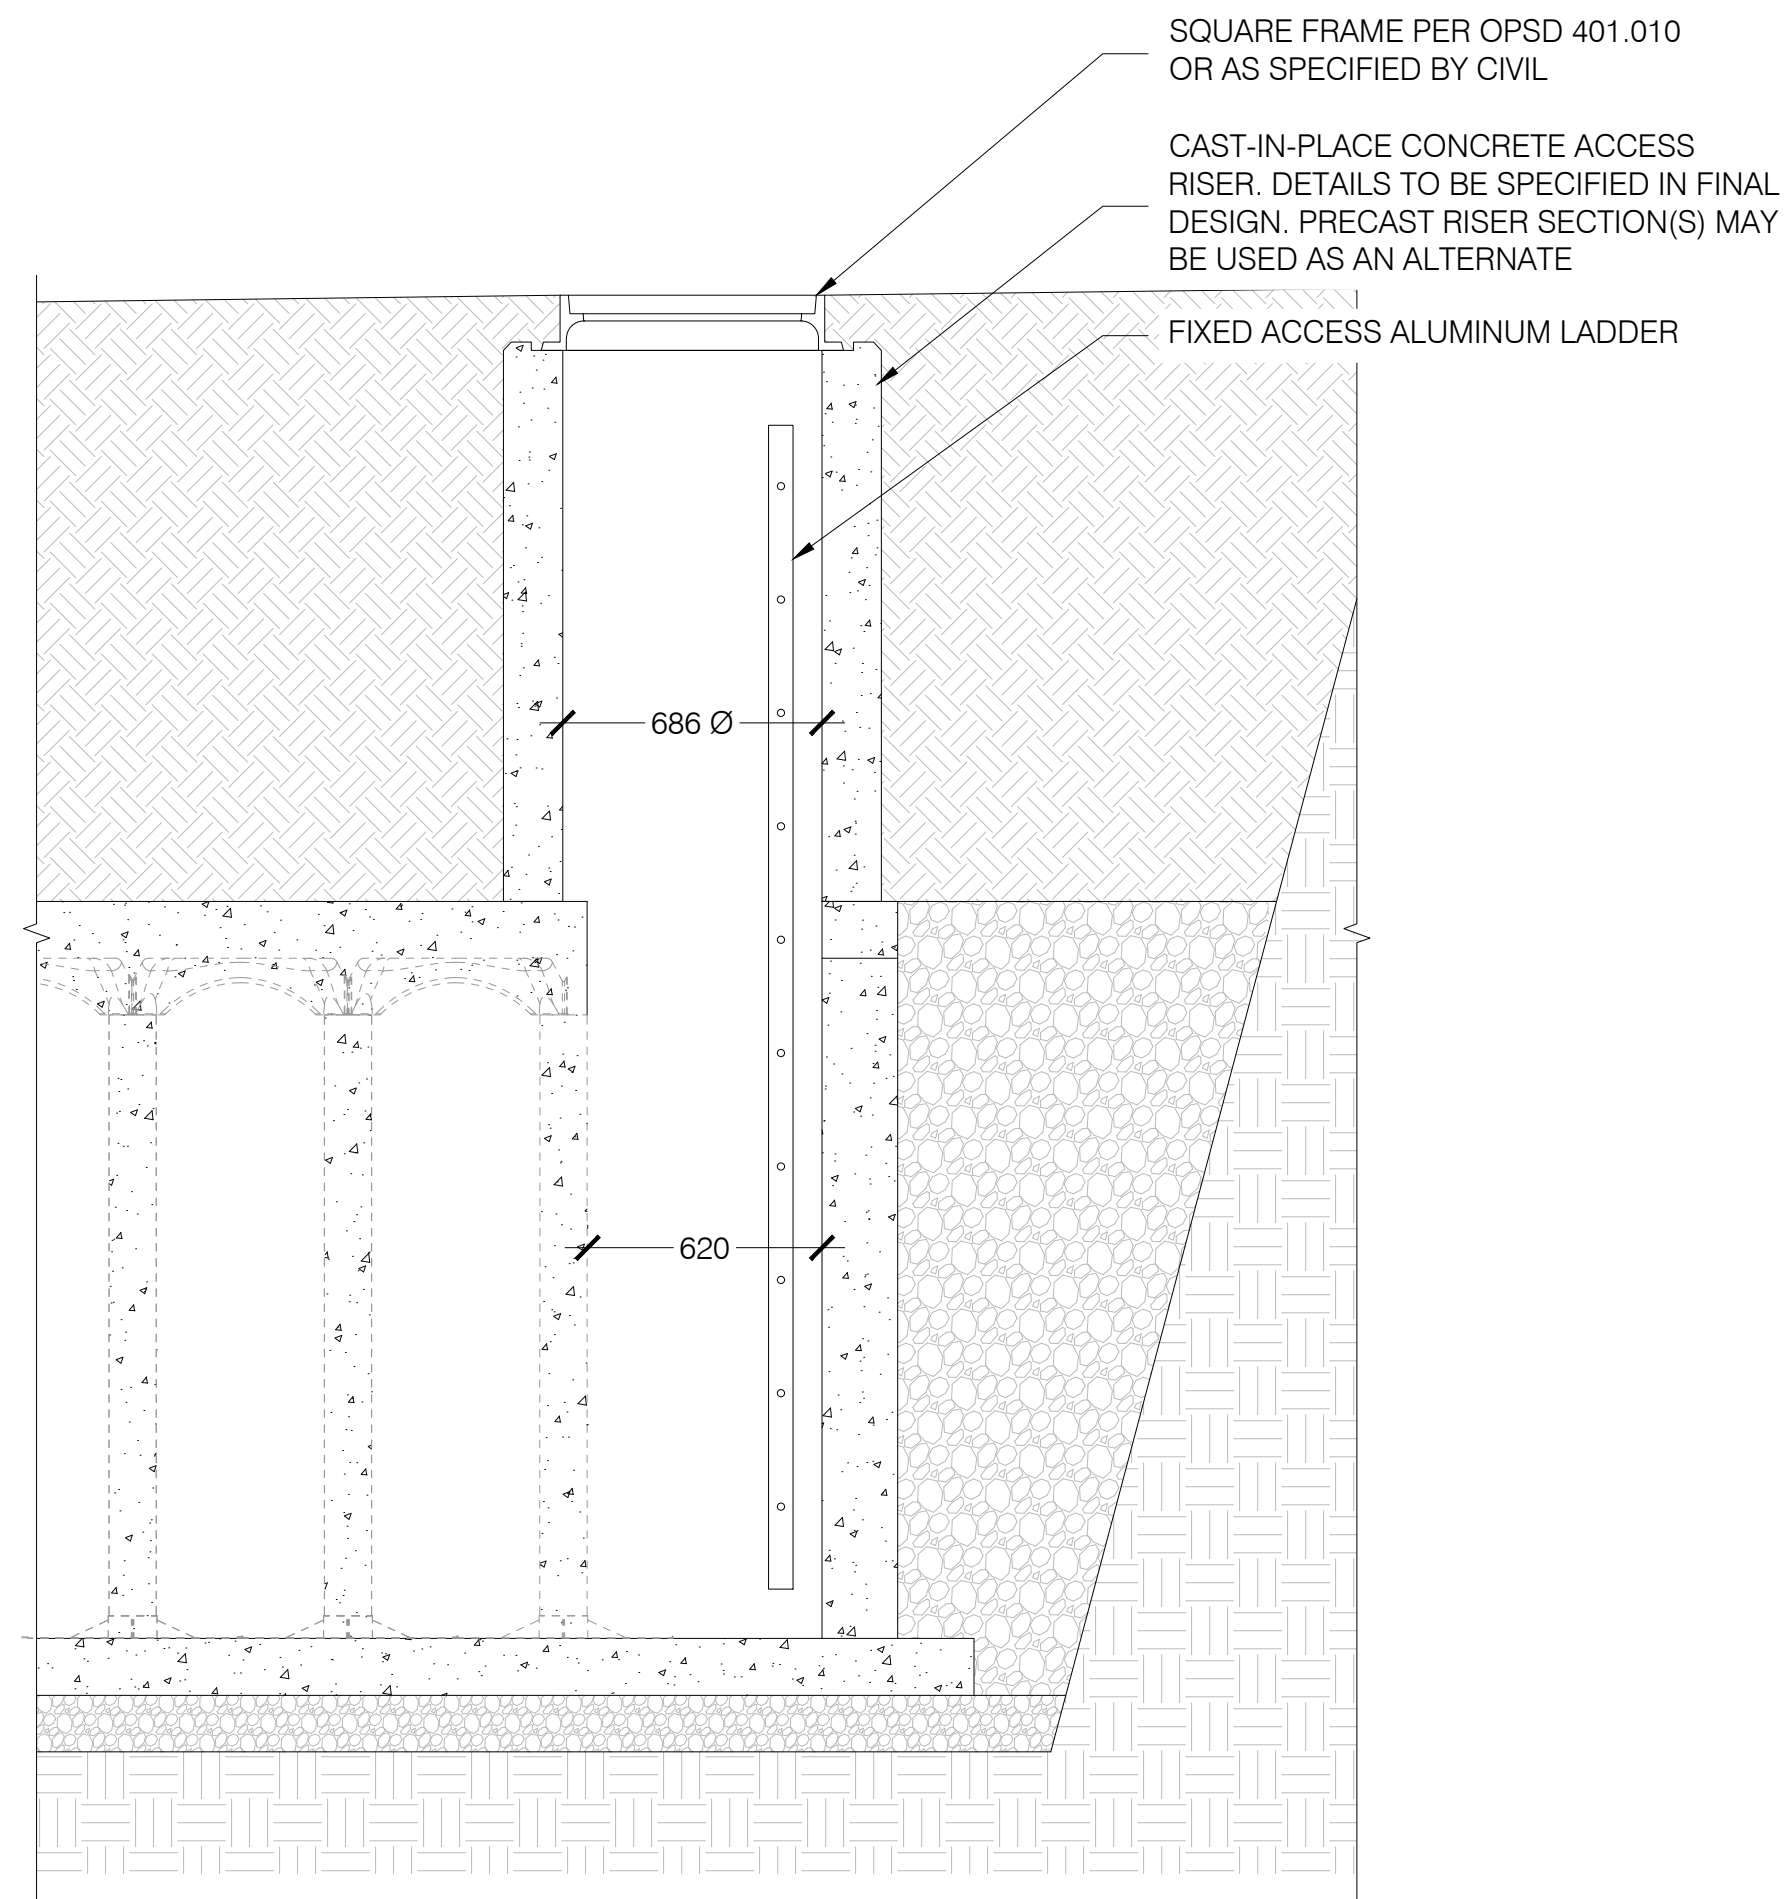 SQUARE FRAME PER OPSD 401.010
OR AS SPECIFIED BY CIVIL
CAST-IN-PLACE CONCRETE ACCESS
RISER. DETAILS TO BE SPECIFIED IN FINAL
DESIGN. PRECAST RISER SECTION(S) MAY
BE USED AS AN ALTERNATE
FIXED ACCESS ALUMINUM LADDER
686 Ø
620